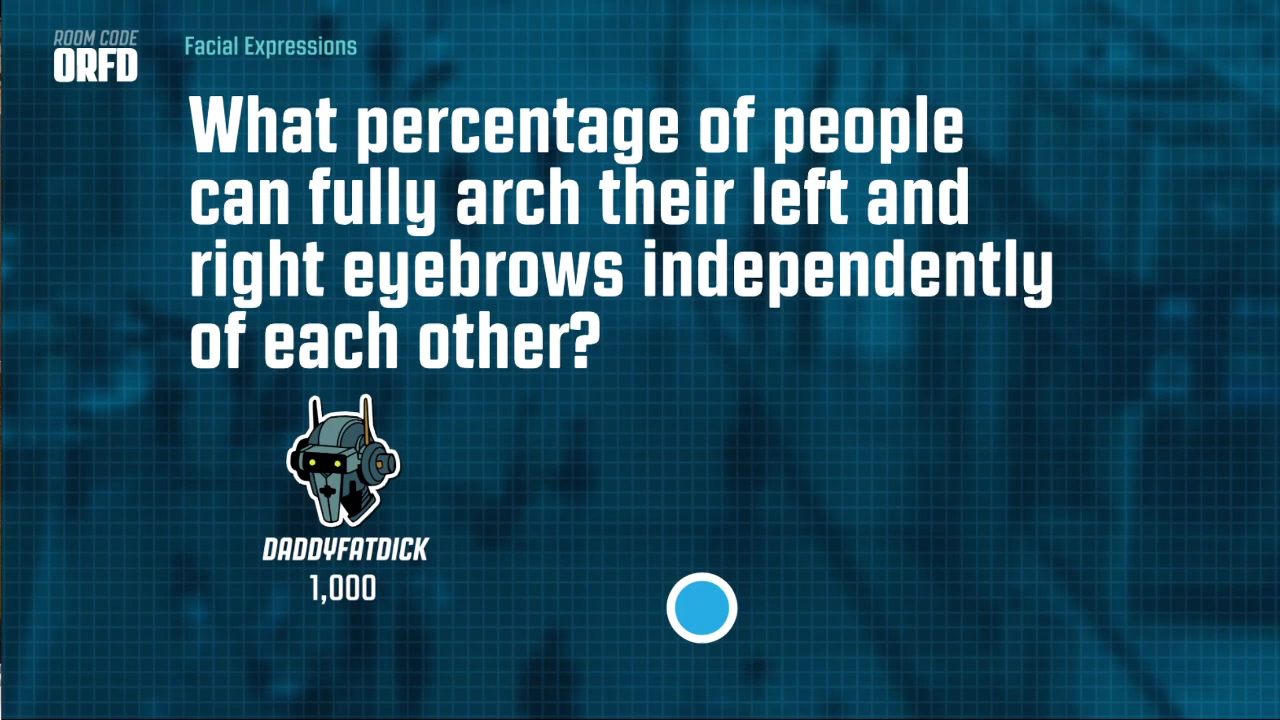 ROOM CODE
ORFD
Facial Expressions
What percentage of people
can fully arch their left and
right eyebrows independently
of each other?
DADDYFATDICK
1,000